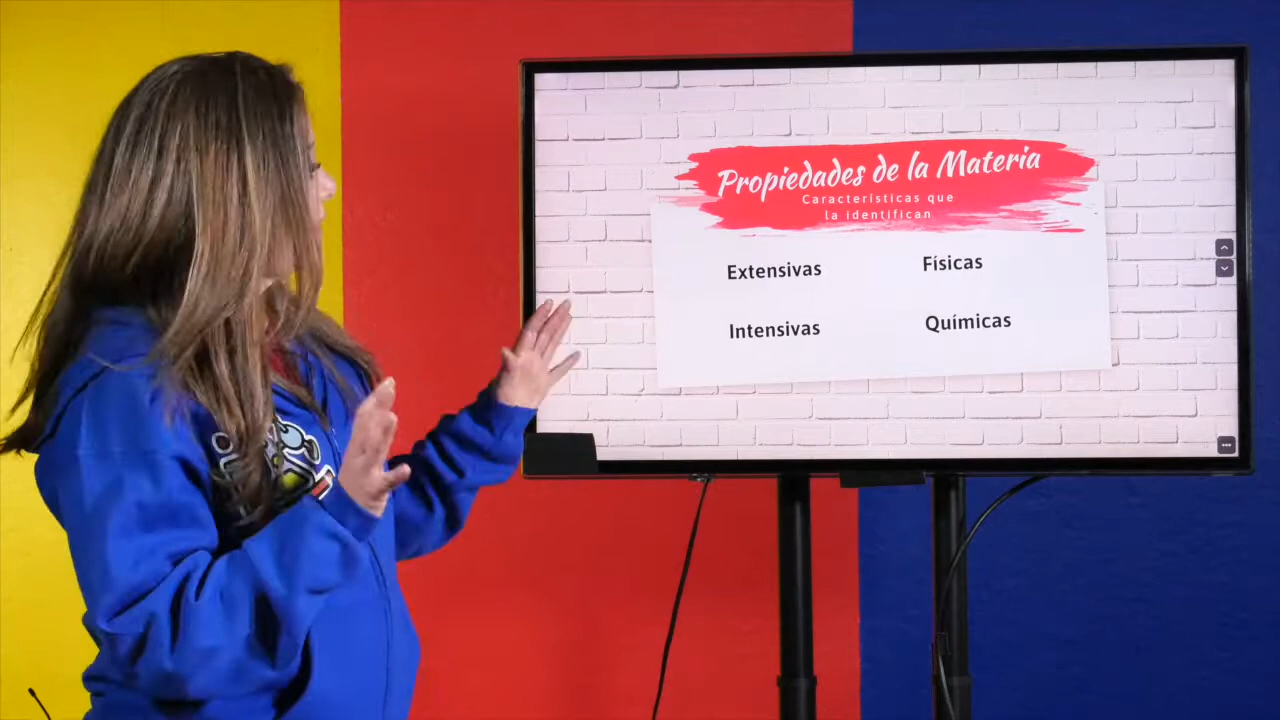 Propiedades de la Materia
Características que
la identifican
Extensivas
Físicas
Intensivas
Químicas